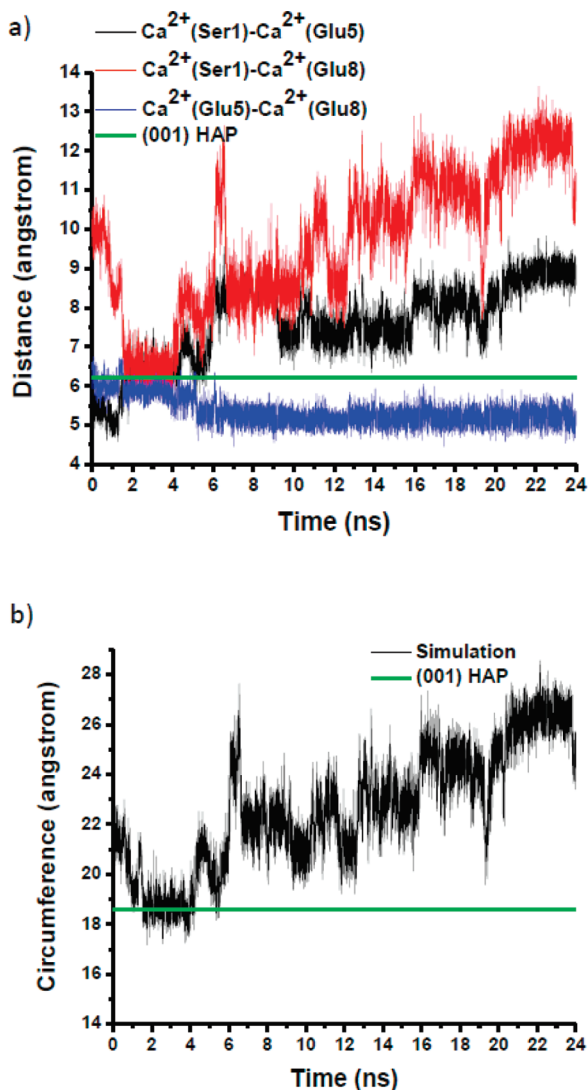 a)
Ca2+(Ser1)-Ca2+(Glu5)
Ca2+(Ser1)-Ca2+(Glu8)
Ca2+(Glu5)-Ca2+(Glu8)
(001) HAP
14
13
12
11
10
9
8
7
6
5
4
Distance (angstrom)
0 2 4 6 8 10 12 14 16 18 20 22 24
Time (ns)
b)
Simulation
(001) HAP
28
26
24
22
20
18
16
14
Circumference (angstrom)
0 2 4 6 8 10 12 14 16 18 20 22 24
Time (ns)